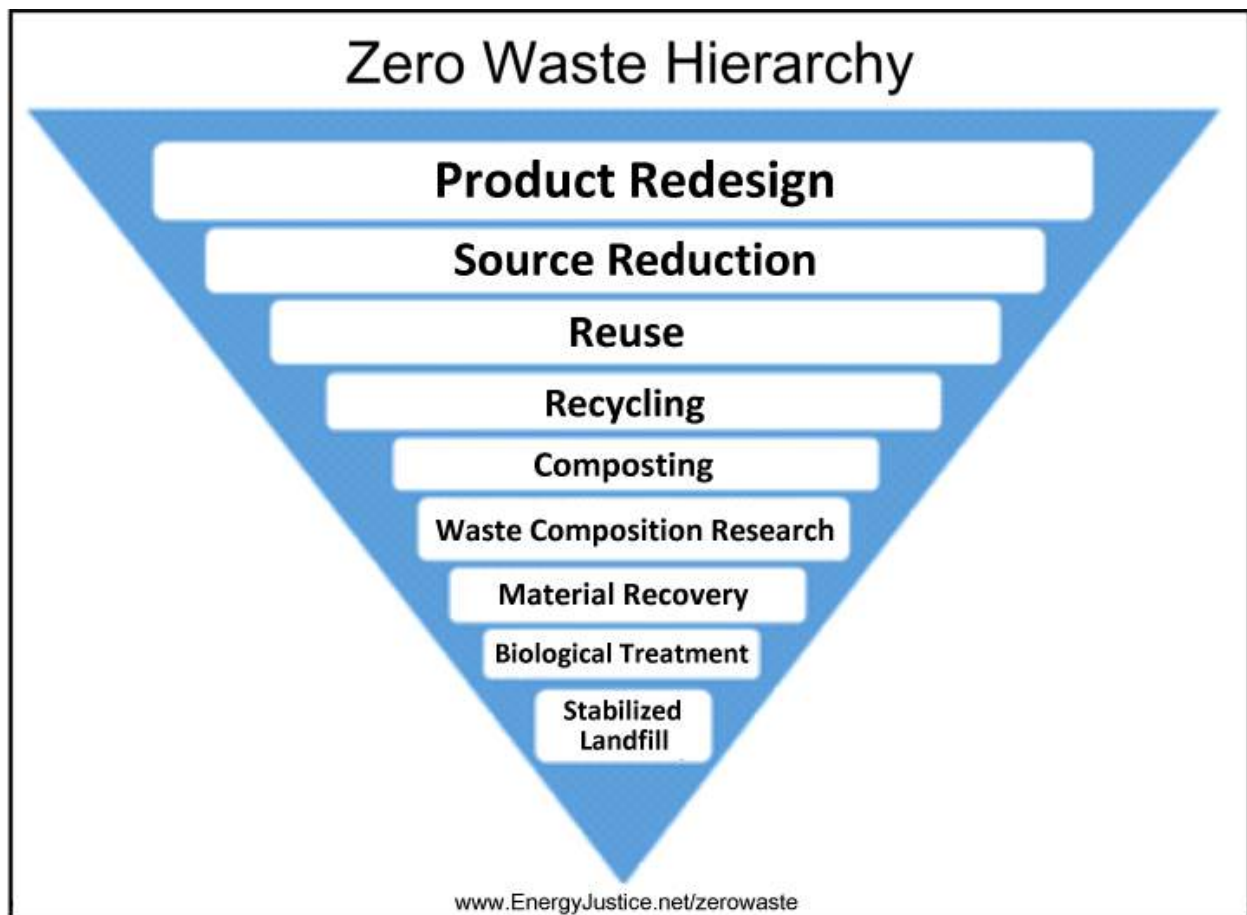 Zero Waste Hierarchy
Product Redesign
Source Reduction
Reuse
Recycling
Composting
Waste Composition Research
Material Recovery
Biological Treatment
Stabilized
Landfill
www.EnergyJustice.net/zerowaste